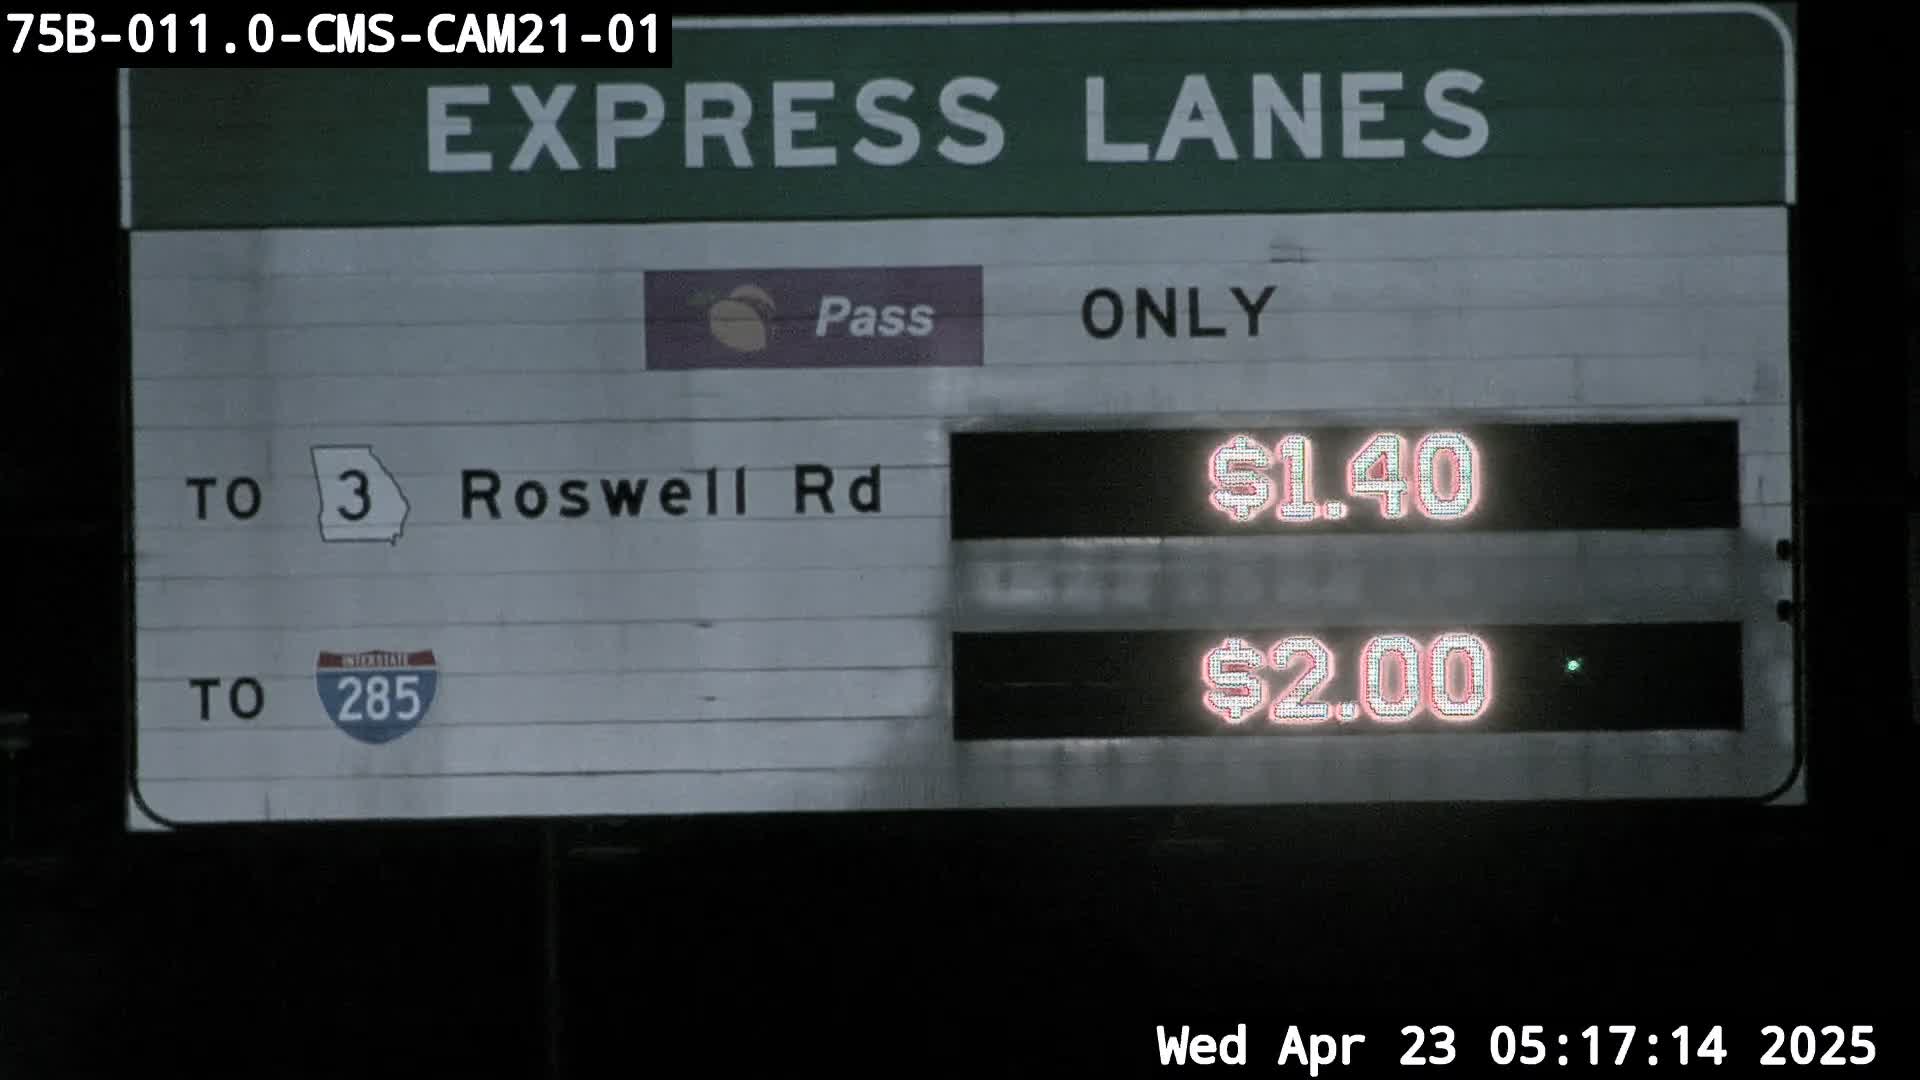 75B-011.0-CMS-CAM21-01
EXPRESS LANES
Pass ONLY
TO 3 Roswell Rd $1.40
TO INTERSTATE 285 $2.00
Wed Apr 23 05:17:14 2025